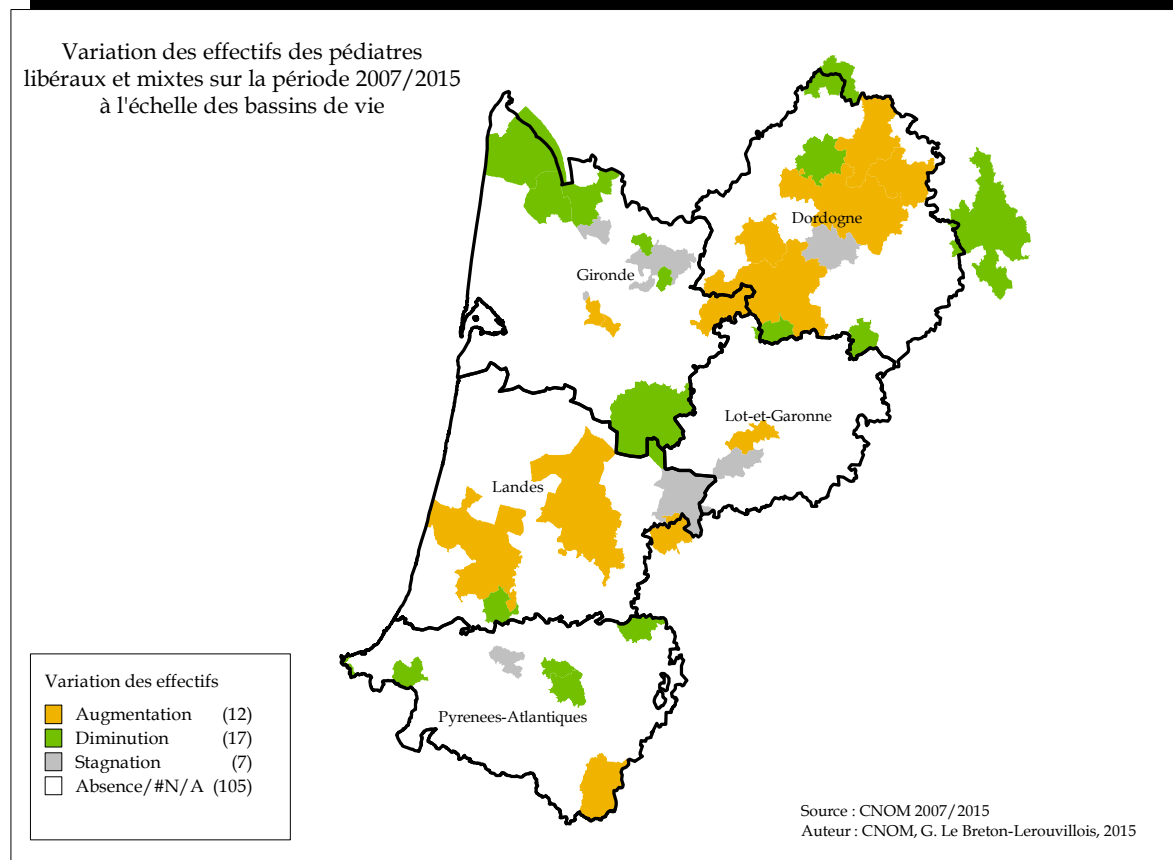 Variation des effectifs des pédiatres
libéraux et mixtes sur la période 2007/2015
à l'échelle des bassins de vie
Dordogne
Gironde
Lot-et-Garonne
Landes
Pyrenees-Atlantiques
Variation des effectifs
Augmentation (12)
Diminution (17)
Stagnation (7)
Absence/#N/A (105)
Source : CNOM 2007/2015
Auteur : CNOM, G. Le Breton-Lerouvillois, 2015